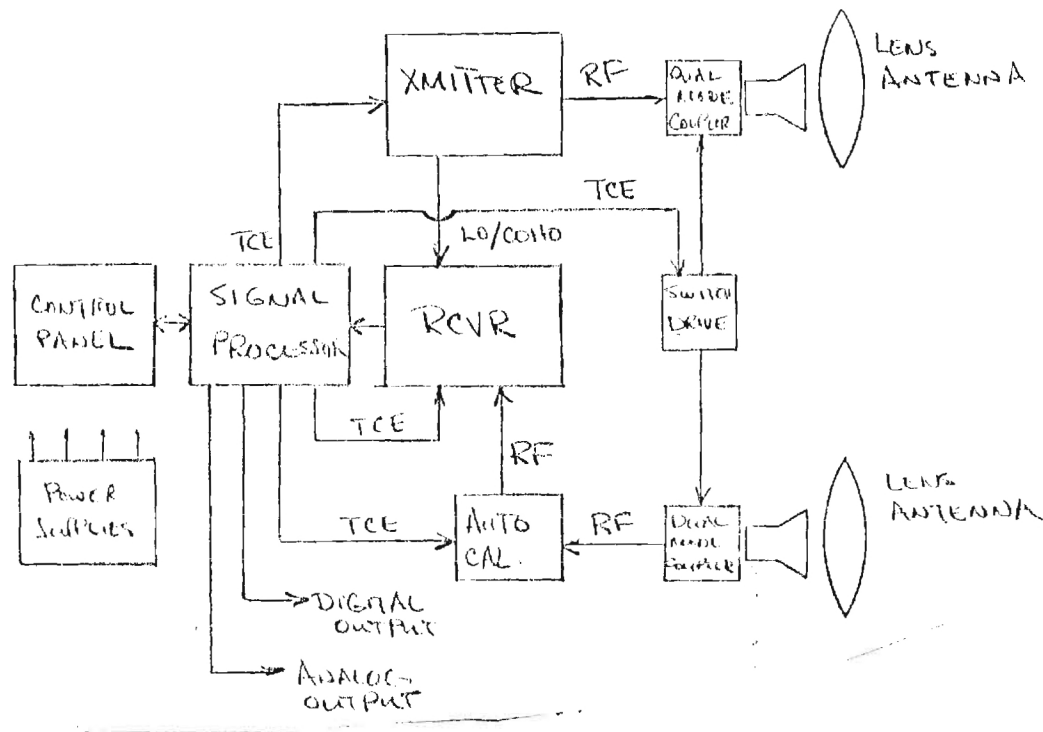 XMITTER
RF
DUAL
MODE
COUPLER
LENS
ANTENNA
TCE
TCE
LO/COHO
CONTROL
PANEL
SIGNAL
PROCESSOR
RCVR
SWITCH
DRIVE
TCE
RF
POWER
SUPPLIES
TCE
AUTO
CAL.
RF
DUAL
MODE
COUPLER
LENS
ANTENNA
DIGITAL
OUTPUT
ANALOG
OUTPUT